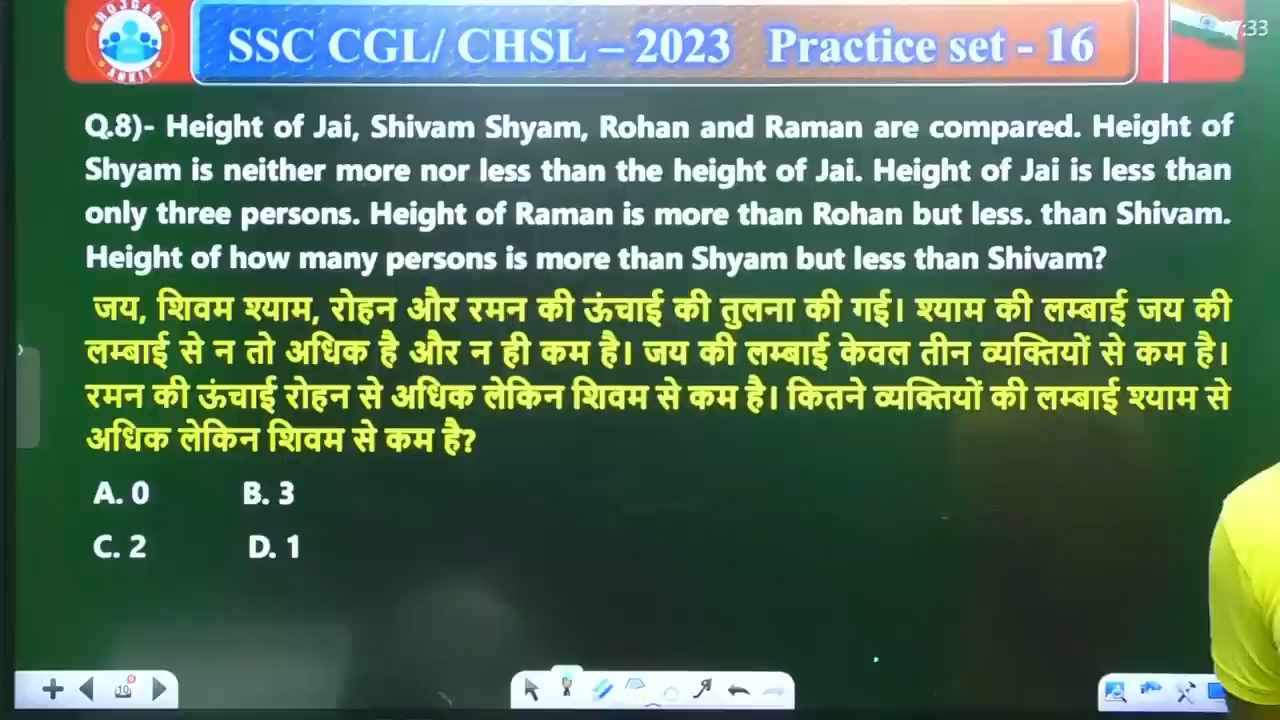 ROJGAR
ANKIT
SSC CGL/ CHSL – 2023 Practice set - 16
:33
Q.8)- Height of Jai, Shivam Shyam, Rohan and Raman are compared. Height of
Shyam is neither more nor less than the height of Jai. Height of Jai is less than
only three persons. Height of Raman is more than Rohan but less. than Shivam.
Height of how many persons is more than Shyam but less than Shivam?
जय, शिवम श्याम, रोहन और रमन की ऊंचाई की तुलना की गई। श्याम की लम्बाई जय की
लम्बाई से न तो अधिक है और न ही कम है। जय की लम्बाई केवल तीन व्यक्तियों से कम है।
रमन की ऊंचाई रोहन से अधिक लेकिन शिवम से कम है। कितने व्यक्तियों की लम्बाई श्याम से
अधिक लेकिन शिवम से कम है?
A. 0 B. 3
C. 2 D. 1